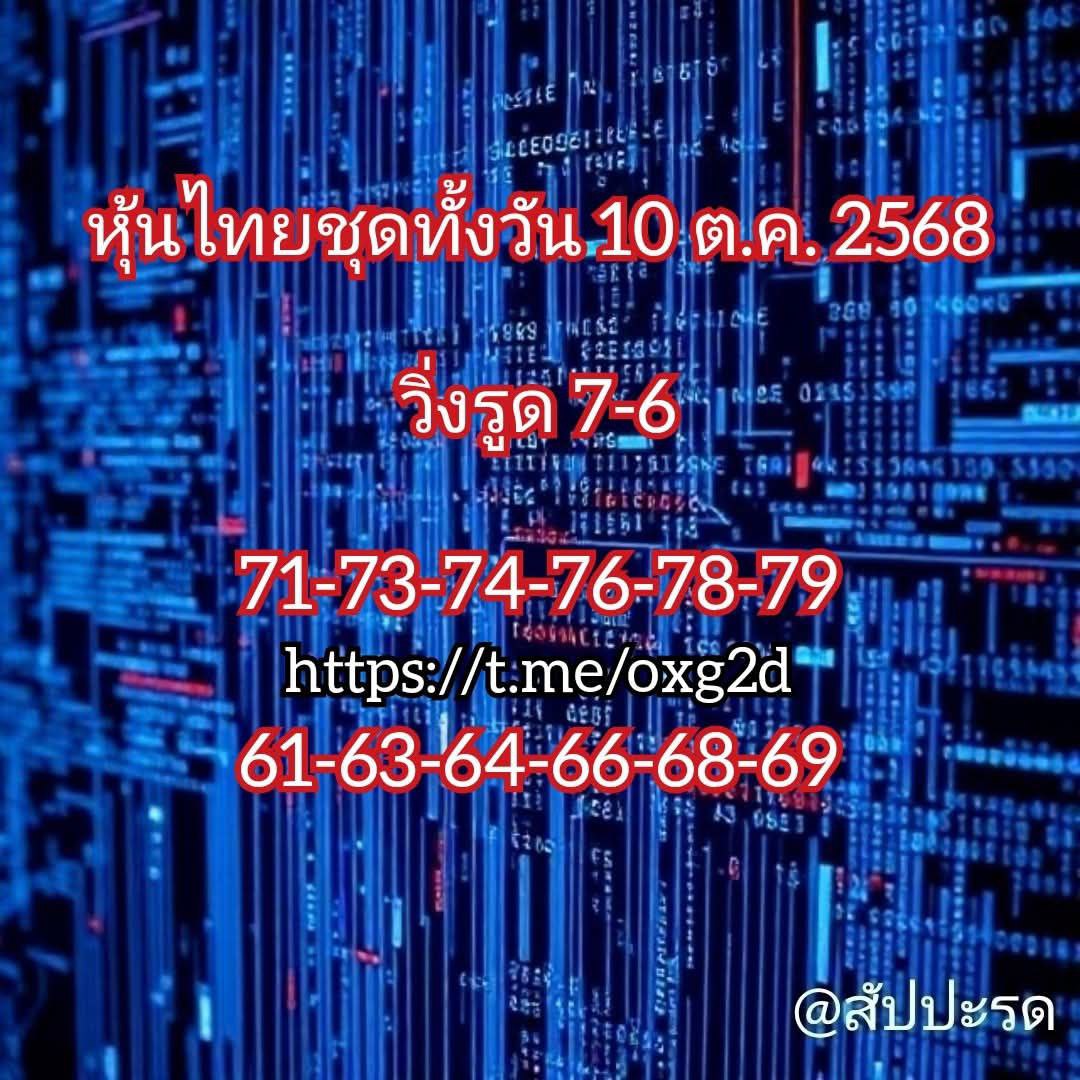 หุ้นไทยชุดทั้งวัน 10 ต.ค. 2568
วิ่งรูด 7-6
71-73-74-76-78-79
https://t.me/oxg2d
61-63-64-66-68-69
@สัปปะรด